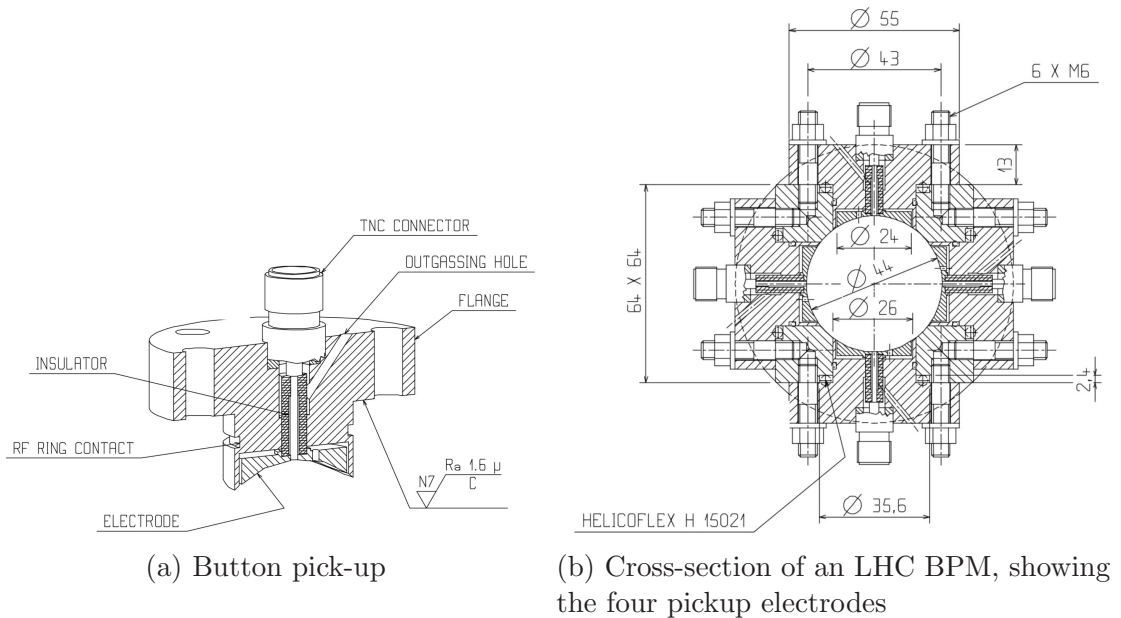 TNC CONNECTOR
OUTGASSING HOLE
FLANGE
INSULATOR
RF RING CONTACT
ELECTRODE
N7
Ra 1.6 µ
C
(a) Button pick-up
Ø 55
Ø 43
6 X M6
13
Ø 24
Ø 44
Ø 26
64 X 64
2,4
Ø 35,6
HELICOFLEX H 15021
(b) Cross-section of an LHC BPM, showing
the four pickup electrodes